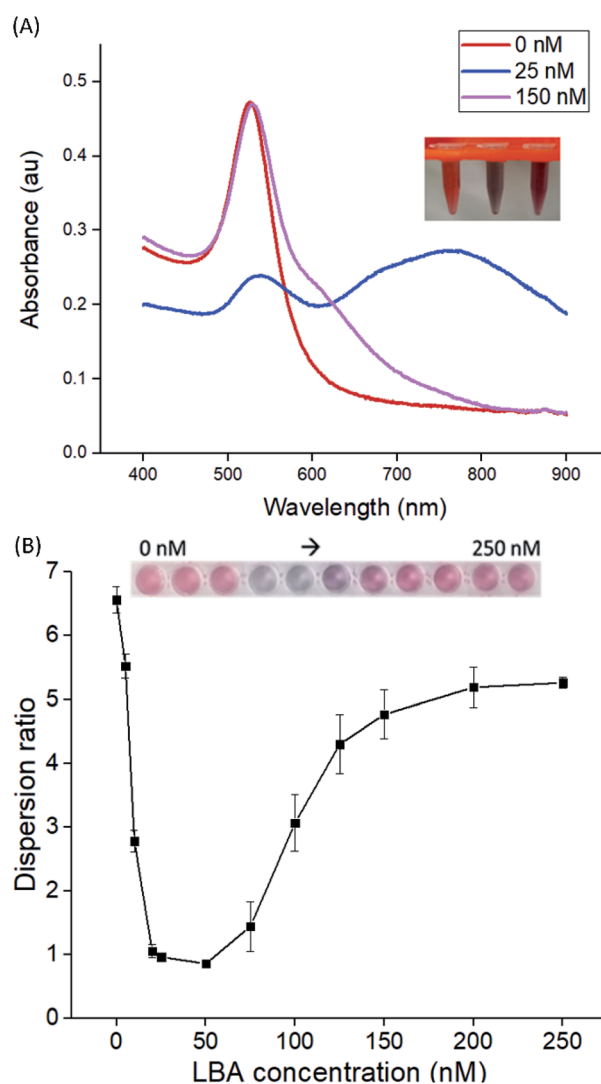 (A)
0 nM
25 nM
150 nM
0.5
0.4
0.3
0.2
0.1
0.0
Absorbance (au)
400 500 600 700 800 900
Wavelength (nm)
(B)
0 nM → 250 nM
7
6
5
4
3
2
1
0
Dispersion ratio
0 50 100 150 200 250
LBA concentration (nM)